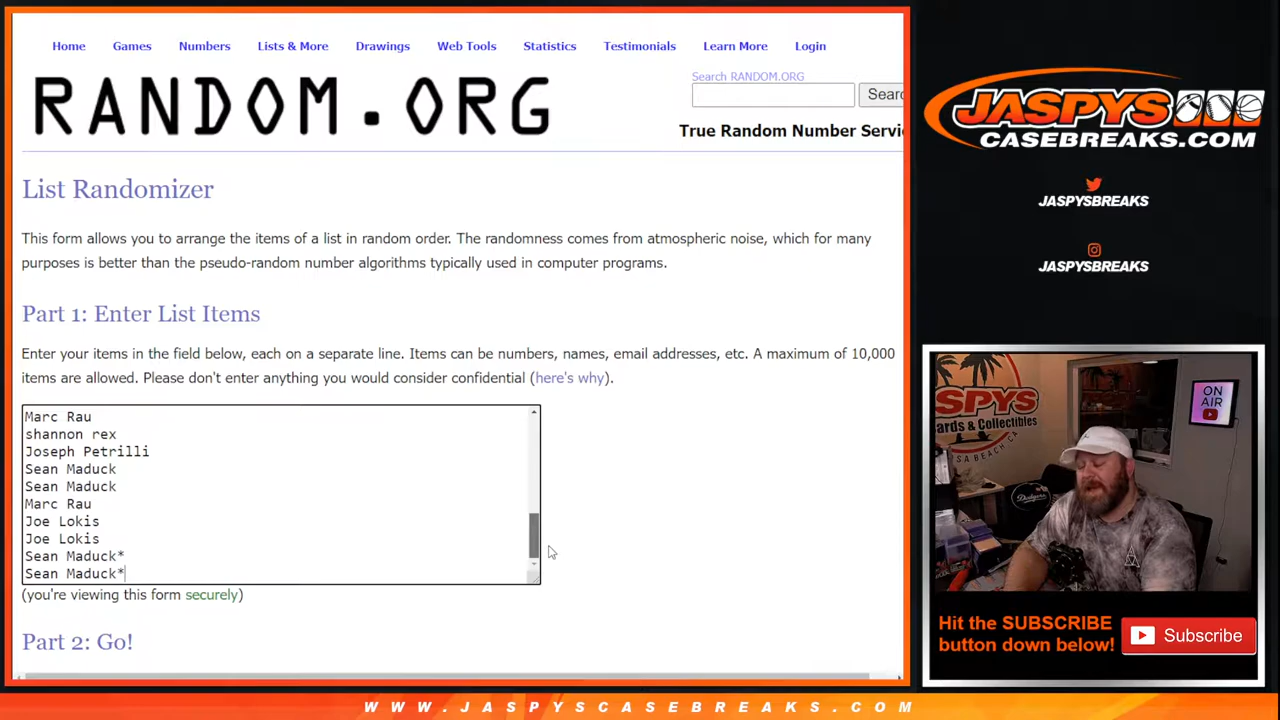 Home Games Numbers Lists & More Drawings Web Tools Statistics Testimonials Learn More Login
RANDOM.ORG
Search RANDOM.ORG
Searc
True Random Number Servi
List Randomizer
This form allows you to arrange the items of a list in random order. The randomness comes from atmospheric noise, which for many
purposes is better than the pseudo-random number algorithms typically used in computer programs.
Part 1: Enter List Items
Enter your items in the field below, each on a separate line. Items can be numbers, names, email addresses, etc. A maximum of 10,000
items are allowed. Please don't enter anything you would consider confidential (here's why).
Marc Rau
shannon rex
Joseph Petrilli
Sean Maduck
Sean Maduck
Marc Rau
Joe Lokis
Joe Lokis
Sean Maduck*
Sean Maduck*
(you're viewing this form securely)
Part 2: Go!
JASPYS
CASEBREAKS.COM
JASPYSBREAKS
JASPYSBREAKS
ON
AIR
Dodgers
Hit the SUBSCRIBE
button down below!
Subscribe
WWW.JASPYSCASEBREAKS.COM